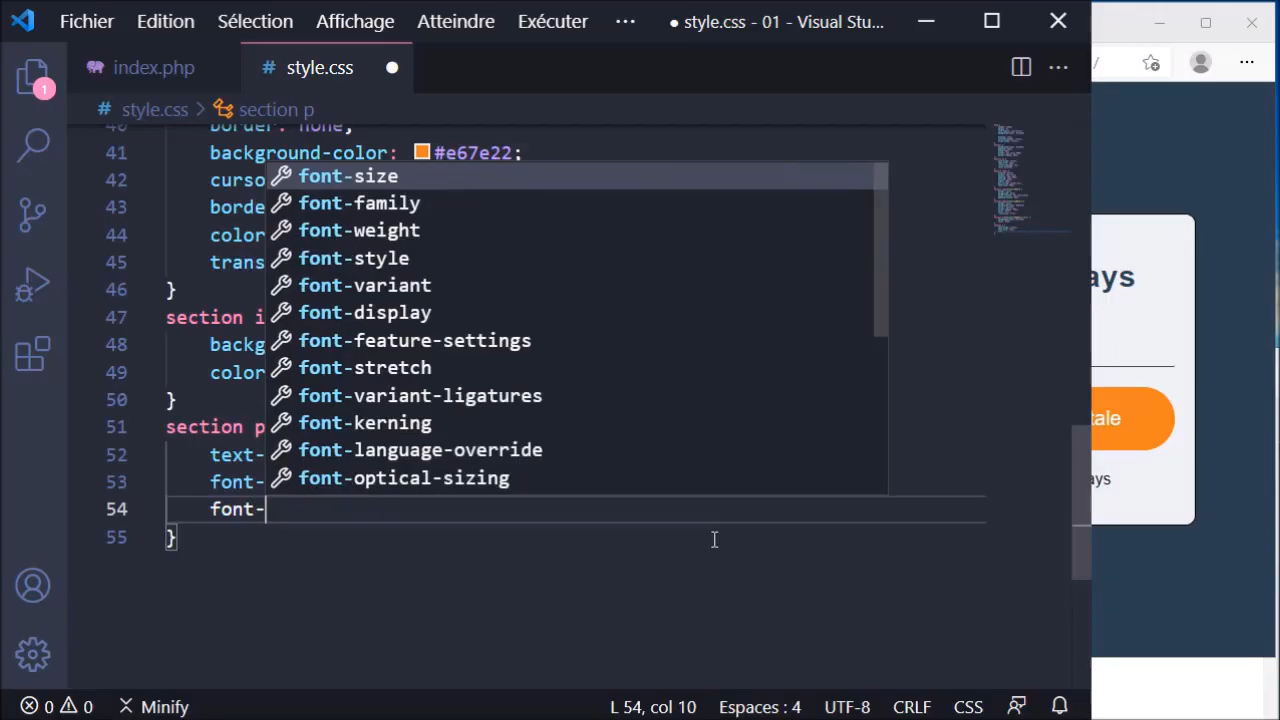 Fichier Edition Sélection Affichage Atteindre Exécuter ··· ● style.css - 01 - Visual Stu...
index.php # style.css ●
# style.css > section p
40 border: none;
41 background-color: #e67e22;
42 curso
43 borde
44 color
45 trans
46 }
47 section i
48 backg
49 color
50 }
51 section p
52 text-
53 font-
54 font-
55 }
font-size
font-family
font-weight
font-style
font-variant
font-display
font-feature-settings
font-stretch
font-variant-ligatures
font-kerning
font-language-override
font-optical-sizing
1
/
ays
tale
ays
0 0 Minify L 54, col 10 Espaces : 4 UTF-8 CRLF CSS